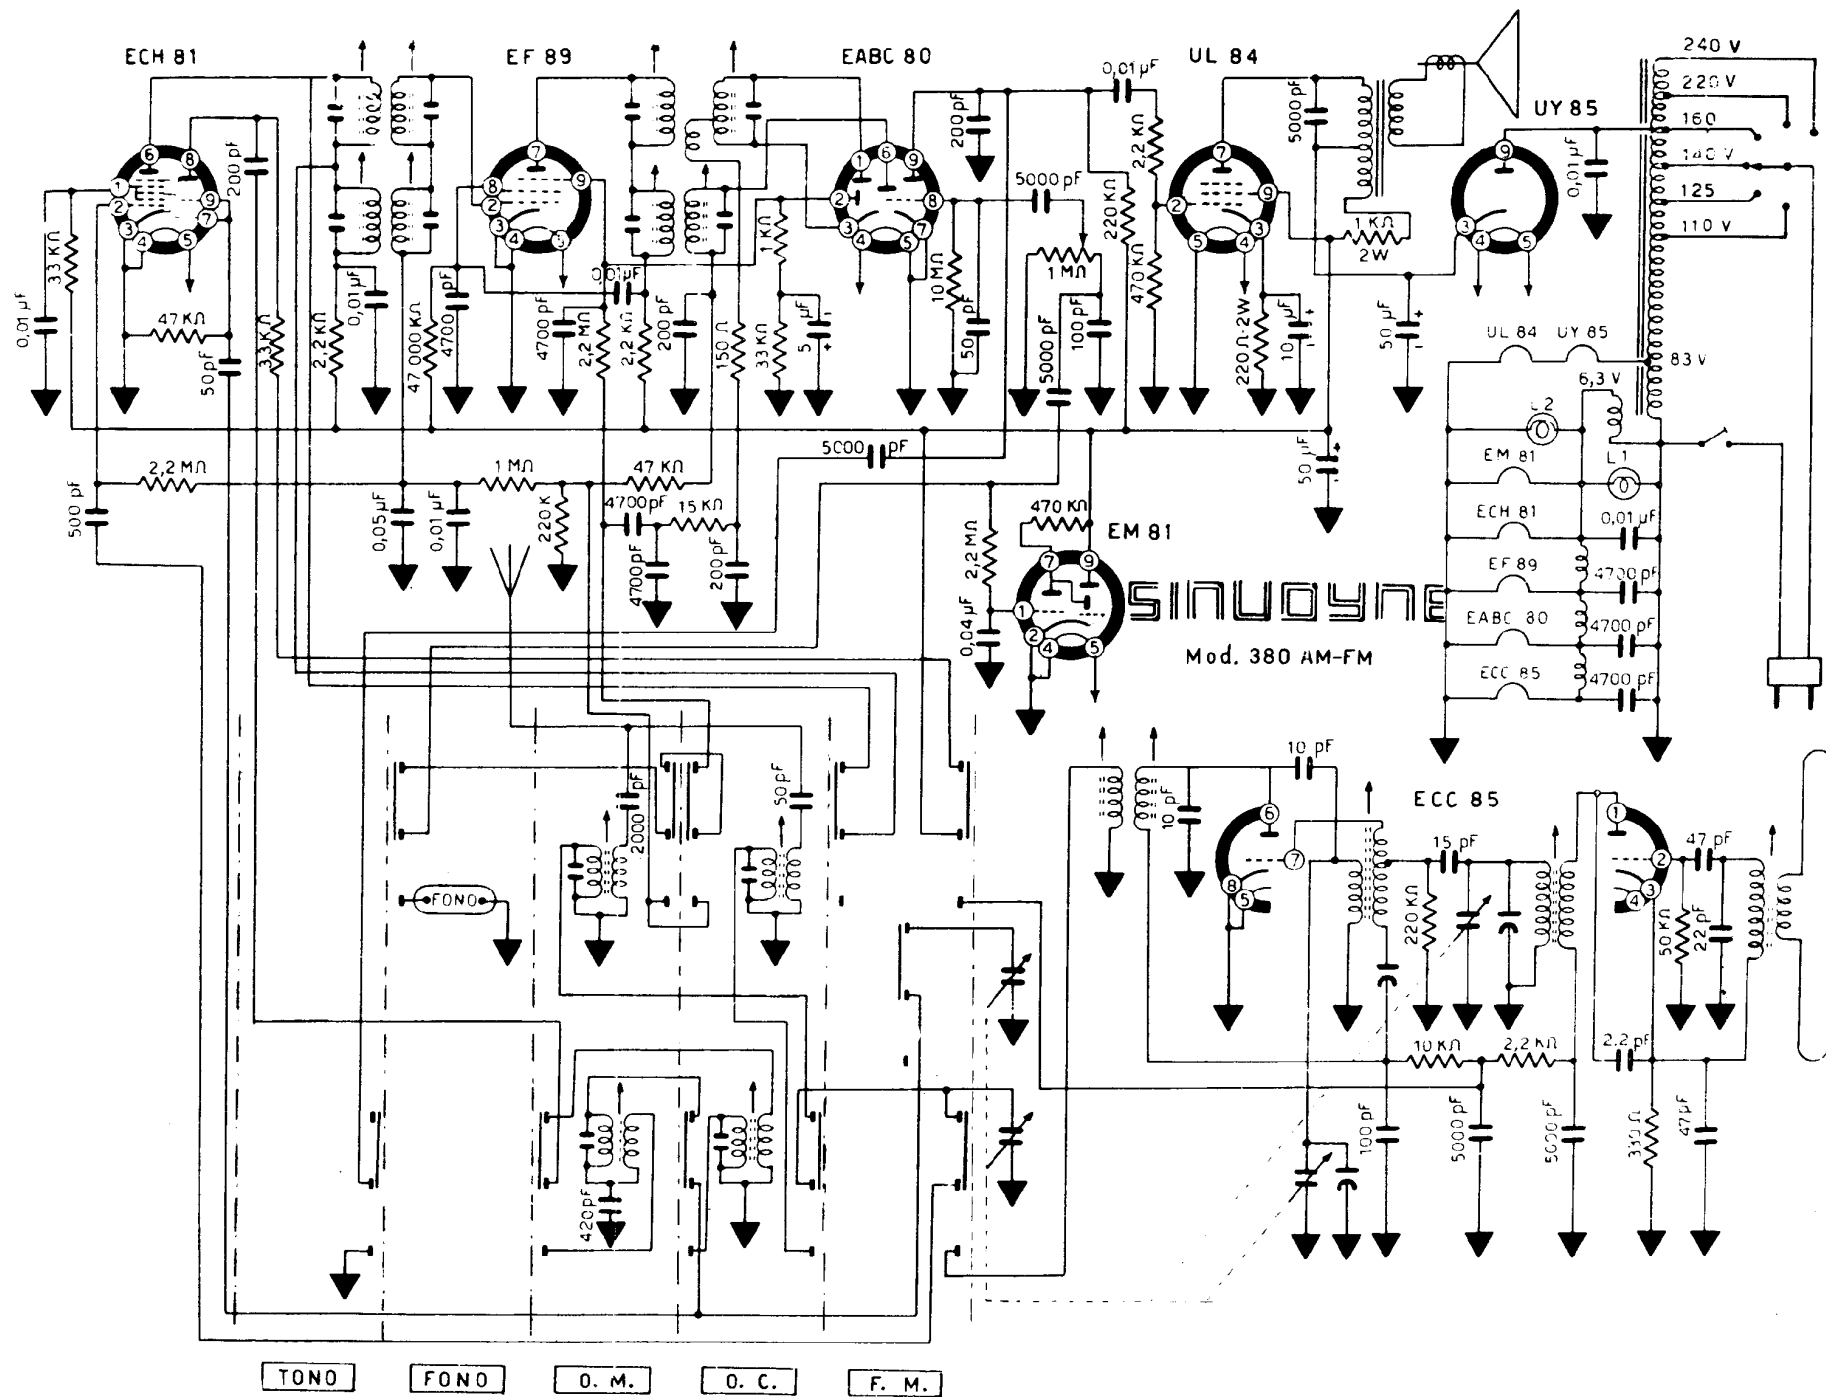 ECH 81
EF 89
EABC 80
UL 84
UY 85
240 V
220 V
160
140 V
125
110 V
83 V
6,3 V
0,01 µF
33 KΩ
47 KΩ
50 pF
200 pF
3,3 KΩ
2,2 KΩ
0,01 µF
47 000 KΩ
4700 pF
4700 pF
2,2 MΩ
0,01 µF
2,2 KΩ
200 pF
150 Ω
1 KΩ
33 KΩ
5 µF
+
-
10 MΩ
50 pF
200 pF
5000 pF
1 MΩ
5000 pF
100 pF
220 KΩ
0,01 µF
2,2 KΩ
470 KΩ
220 Ω-2W
10 µF
+
5000 pF
1 KΩ
2W
50 µF
+
-
0,01 µF
UL 84
UY 85
L2
EM 81
L1
ECH 81
0,01 µF
EF 89
4700 pF
EABC 80
4700 pF
ECC 85
4700 pF
500 pF
2,2 MΩ
0,05 µF
0,01 µF
1 MΩ
220 K
47 KΩ
4700 pF
15 KΩ
4700 pF
200 pF
5000 pF
2,2 MΩ
0,04 µF
470 KΩ
EM 81
50 µF
+
SINUDYNE
Mod. 380 AM-FM
2000 pF
50 pF
FONO
420 pF
10 pF
10 pF
ECC 85
15 pF
220 KΩ
47 pF
50 KΩ
22 pF
10 KΩ
2,2 KΩ
2,2 pF
100 pF
5000 pF
5000 pF
330 Ω
47 µF
TONO
FONO
O. M.
O. C.
F. M.